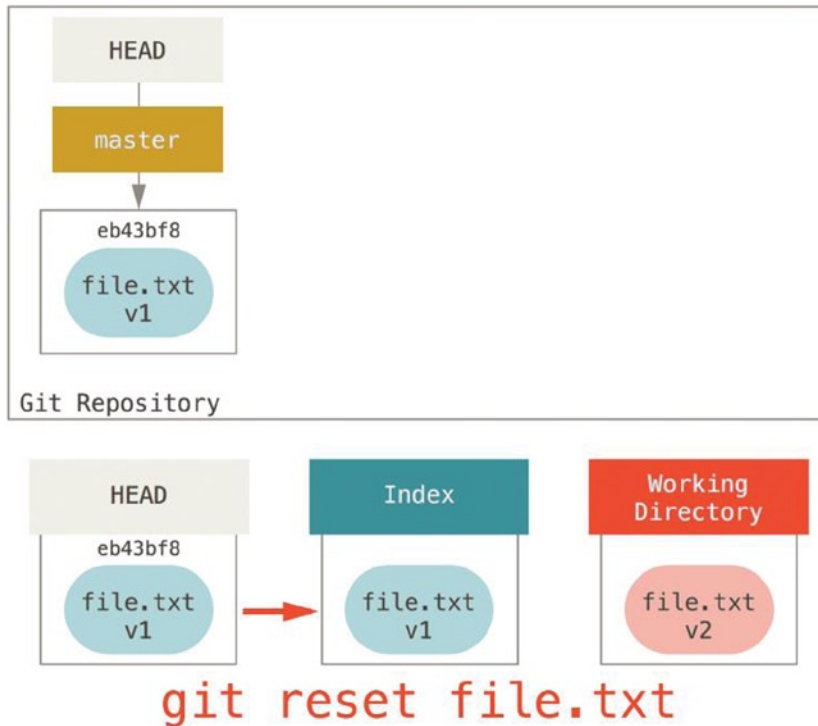 HEAD
master
eb43bf8
file.txt
v1
Git Repository
HEAD
eb43bf8
file.txt
v1
Index
file.txt
v1
Working
Directory
file.txt
v2
git reset file.txt